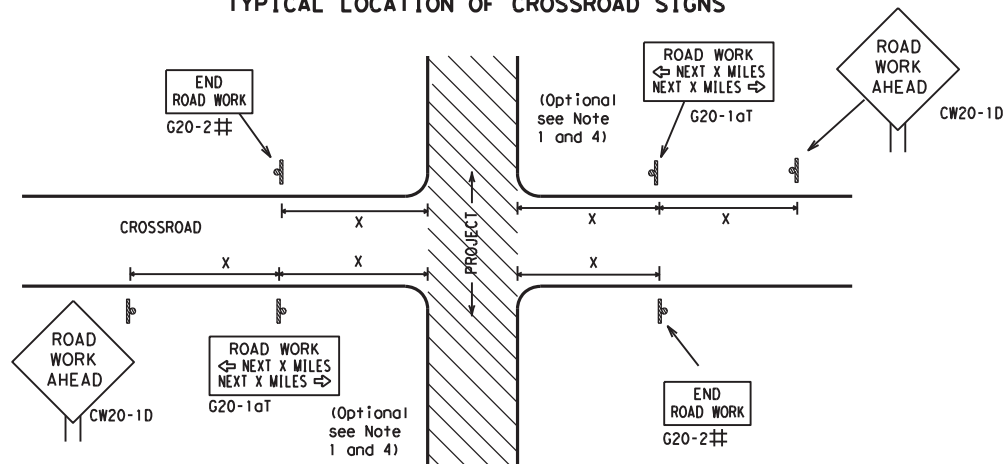 TYPICAL LOCATION OF CROSSROAD SIGNS
END
ROAD WORK
G20-2#
(Optional
see Note
1 and 4)
ROAD WORK
⇦ NEXT X MILES
NEXT X MILES ⇨
G20-1aT
ROAD
WORK
AHEAD
CW20-1D
X
X
X
CROSSROAD
PROJECT
X
X
X
ROAD
WORK
AHEAD
CW20-1D
ROAD WORK
⇦ NEXT X MILES
NEXT X MILES ⇨
G20-1aT
(Optional
see Note
1 and 4)
END
ROAD WORK
G20-2#